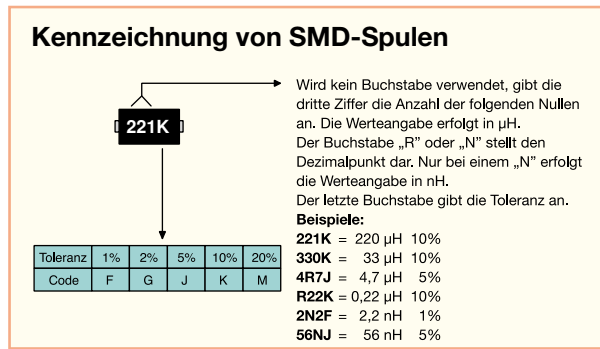 Kennzeichnung von SMD-Spulen
221K
Wird kein Buchstabe verwendet, gibt die
dritte Ziffer die Anzahl der folgenden Nullen
an. Die Werteangabe erfolgt in µH.
Der Buchstabe „R" oder „N" stellt den
Dezimalpunkt dar. Nur bei einem „N" erfolgt
die Werteangabe in nH.
Der letzte Buchstabe gibt die Toleranz an.
Beispiele:
221K = 220 µH 10%
330K = 33 µH 10%
4R7J = 4,7 µH 5%
R22K = 0,22 µH 10%
2N2F = 2,2 nH 1%
56NJ = 56 nH 5%
Toleranz 1% 2% 5% 10% 20%
Code F G J K M